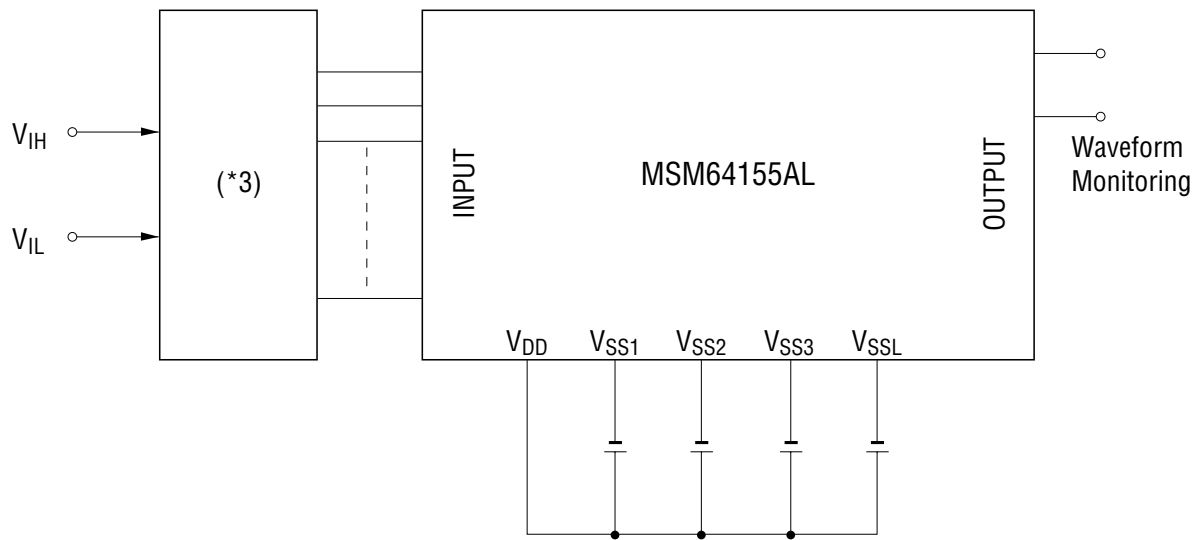 V_IH
V_IL
(*3)
INPUT
MSM64155AL
OUTPUT
Waveform
Monitoring
V_DD V_SS1 V_SS2 V_SS3 V_SSL